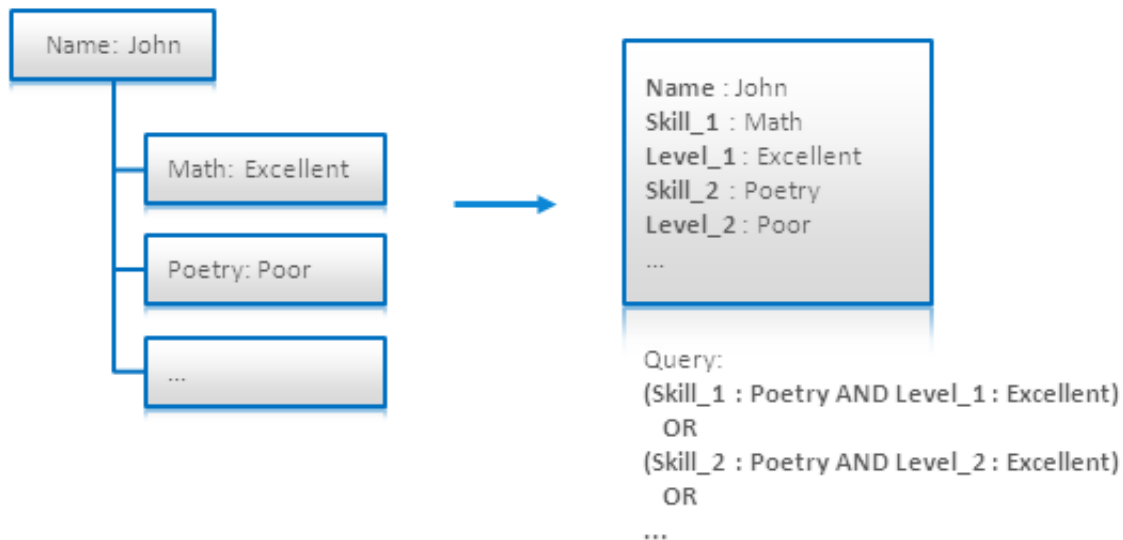 Name: John
Math: Excellent
Poetry: Poor
...
Name : John
Skill_1 : Math
Level_1 : Excellent
Skill_2 : Poetry
Level_2 : Poor
...
Query:
(Skill_1 : Poetry AND Level_1 : Excellent)
OR
(Skill_2 : Poetry AND Level_2 : Excellent)
OR
...